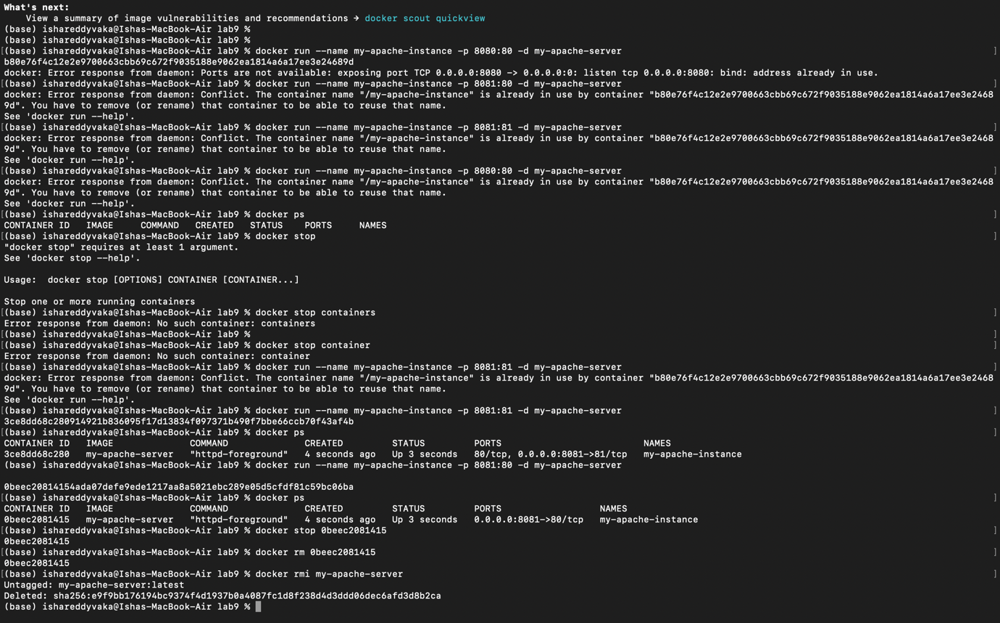 What's next:
    View a summary of image vulnerabilities and recommendations → docker scout quickview
(base) ishareddyvaka@Ishas-MacBook-Air lab9 %
(base) ishareddyvaka@Ishas-MacBook-Air lab9 %
[(base) ishareddyvaka@Ishas-MacBook-Air lab9 % docker run --name my-apache-instance -p 8080:80 -d my-apache-server ]
b80e76f4c12e2e9700663cbb69c672f9035188e9062ea1814a6a17ee3e24689d
docker: Error response from daemon: Ports are not available: exposing port TCP 0.0.0.0:8080 -> 0.0.0.0:0: listen tcp 0.0.0.0:8080: bind: address already in use.
[(base) ishareddyvaka@Ishas-MacBook-Air lab9 % docker run --name my-apache-instance -p 8081:80 -d my-apache-server ]
docker: Error response from daemon: Conflict. The container name "/my-apache-instance" is already in use by container "b80e76f4c12e2e9700663cbb69c672f9035188e9062ea1814a6a17ee3e2468
9d". You have to remove (or rename) that container to be able to reuse that name.
See 'docker run --help'.
[(base) ishareddyvaka@Ishas-MacBook-Air lab9 % docker run --name my-apache-instance -p 8081:81 -d my-apache-server ]
docker: Error response from daemon: Conflict. The container name "/my-apache-instance" is already in use by container "b80e76f4c12e2e9700663cbb69c672f9035188e9062ea1814a6a17ee3e2468
9d". You have to remove (or rename) that container to be able to reuse that name.
See 'docker run --help'.
[(base) ishareddyvaka@Ishas-MacBook-Air lab9 % docker run --name my-apache-instance -p 8080:80 -d my-apache-server ]
docker: Error response from daemon: Conflict. The container name "/my-apache-instance" is already in use by container "b80e76f4c12e2e9700663cbb69c672f9035188e9062ea1814a6a17ee3e2468
9d". You have to remove (or rename) that container to be able to reuse that name.
See 'docker run --help'.
[(base) ishareddyvaka@Ishas-MacBook-Air lab9 % docker ps ]
CONTAINER ID   IMAGE     COMMAND   CREATED   STATUS    PORTS     NAMES
[(base) ishareddyvaka@Ishas-MacBook-Air lab9 % docker stop ]
"docker stop" requires at least 1 argument.
See 'docker stop --help'.

Usage:  docker stop [OPTIONS] CONTAINER [CONTAINER...]

Stop one or more running containers
[(base) ishareddyvaka@Ishas-MacBook-Air lab9 % docker stop containers ]
Error response from daemon: No such container: containers
[(base) ishareddyvaka@Ishas-MacBook-Air lab9 % ]
[(base) ishareddyvaka@Ishas-MacBook-Air lab9 % docker stop container ]
Error response from daemon: No such container: container
[(base) ishareddyvaka@Ishas-MacBook-Air lab9 % docker run --name my-apache-instance -p 8081:81 -d my-apache-server ]
docker: Error response from daemon: Conflict. The container name "/my-apache-instance" is already in use by container "b80e76f4c12e2e9700663cbb69c672f9035188e9062ea1814a6a17ee3e2468
9d". You have to remove (or rename) that container to be able to reuse that name.
See 'docker run --help'.
[(base) ishareddyvaka@Ishas-MacBook-Air lab9 % docker run --name my-apache-instance -p 8081:81 -d my-apache-server ]
3ce8dd68c280914921b836095f17d13834f097371b490f7bbe66ccb70f43af4b
[(base) ishareddyvaka@Ishas-MacBook-Air lab9 % docker ps ]
CONTAINER ID   IMAGE              COMMAND              CREATED         STATUS         PORTS                          NAMES
3ce8dd68c280   my-apache-server   "httpd-foreground"   4 seconds ago   Up 3 seconds   80/tcp, 0.0.0.0:8081->81/tcp   my-apache-instance
(base) ishareddyvaka@Ishas-MacBook-Air lab9 % docker run --name my-apache-instance -p 8081:80 -d my-apache-server

0beec20814154ada07defe9ede1217aa8a5021ebc289e05d5cfdf81c59bc06ba
[(base) ishareddyvaka@Ishas-MacBook-Air lab9 % docker ps ]
CONTAINER ID   IMAGE              COMMAND              CREATED         STATUS         PORTS                  NAMES
0beec2081415   my-apache-server   "httpd-foreground"   4 seconds ago   Up 3 seconds   0.0.0.0:8081->80/tcp   my-apache-instance
[(base) ishareddyvaka@Ishas-MacBook-Air lab9 % docker stop 0beec2081415 ]
0beec2081415
[(base) ishareddyvaka@Ishas-MacBook-Air lab9 % docker rm 0beec2081415 ]
0beec2081415
[(base) ishareddyvaka@Ishas-MacBook-Air lab9 % docker rmi my-apache-server ]
Untagged: my-apache-server:latest
Deleted: sha256:e9f9bb176194bc9374f4d1937b0a4087fc1d8f238d4d3ddd06dec6afd3d8b2ca
(base) ishareddyvaka@Ishas-MacBook-Air lab9 %